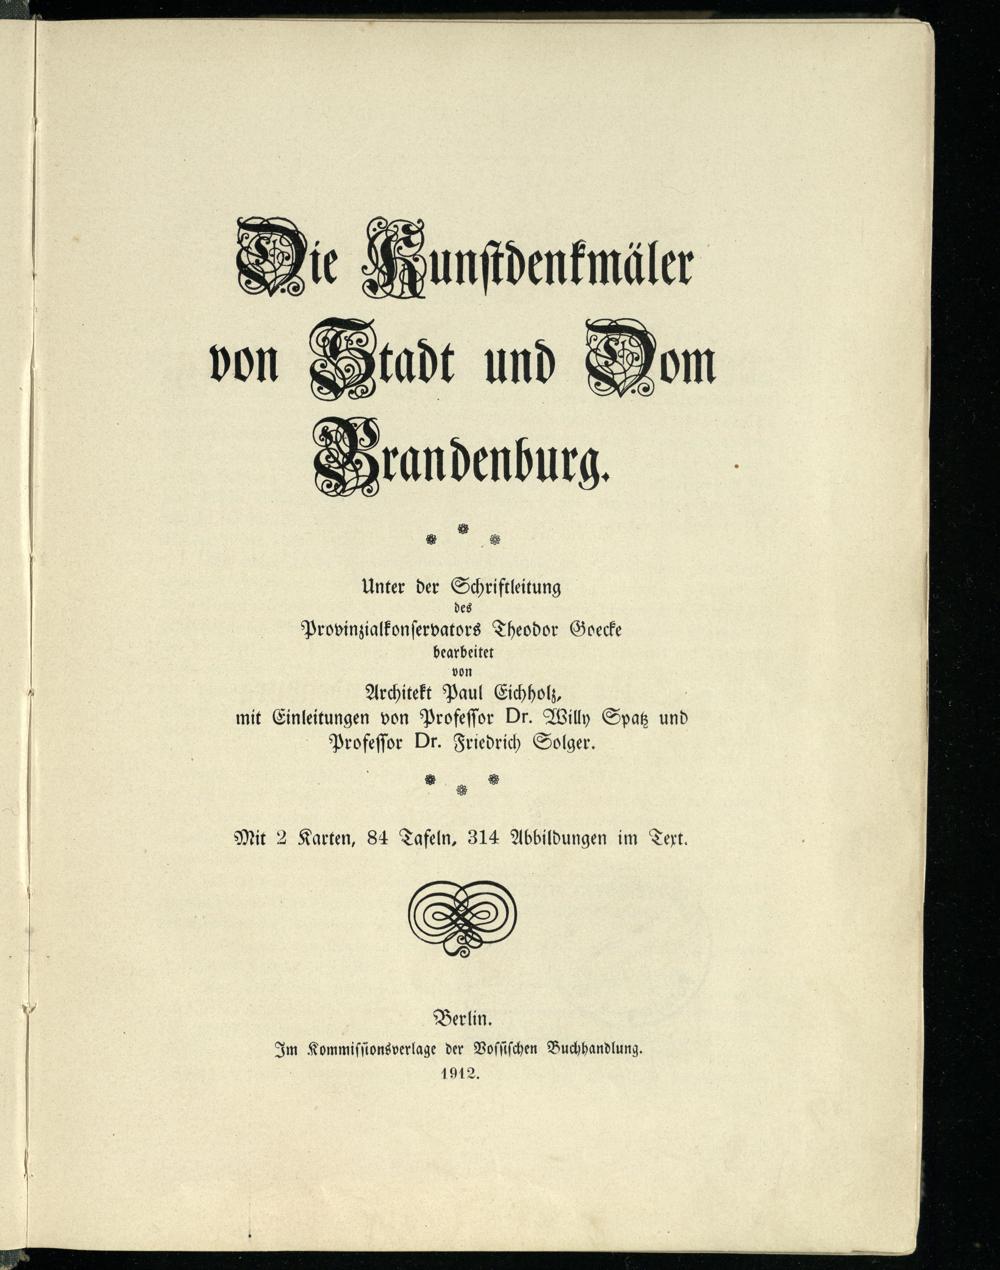 Die Kunstdenkmäler
von Stadt und Dom
Brandenburg.
Unter der Schriftleitung
des
Provinzialkonservators Theodor Goecke
bearbeitet
von
Architekt Paul Eichholz,
mit Einleitungen von Professor Dr. Willy Spatz und
Professor Dr. Friedrich Solger.
Mit 2 Karten, 84 Tafeln, 314 Abbildungen im Text.
Berlin.
Im Kommissionsverlage der Vossischen Buchhandlung.
1912.